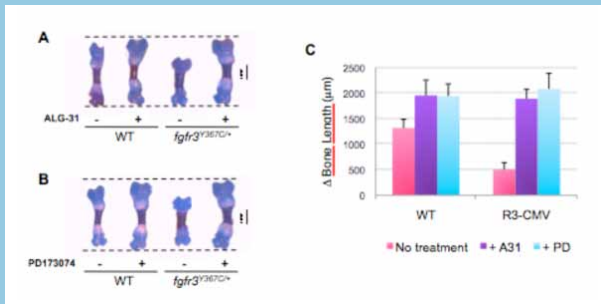 A
ALG-31 - + - +
WT fgfr3Y367C/+
B
PD173074 - + - +
WT fgfr3Y367C/+
C
Δ Bone Length (μm)
2500
2000
1500
1000
500
0
WT R3-CMV
No treatment + A31 + PD